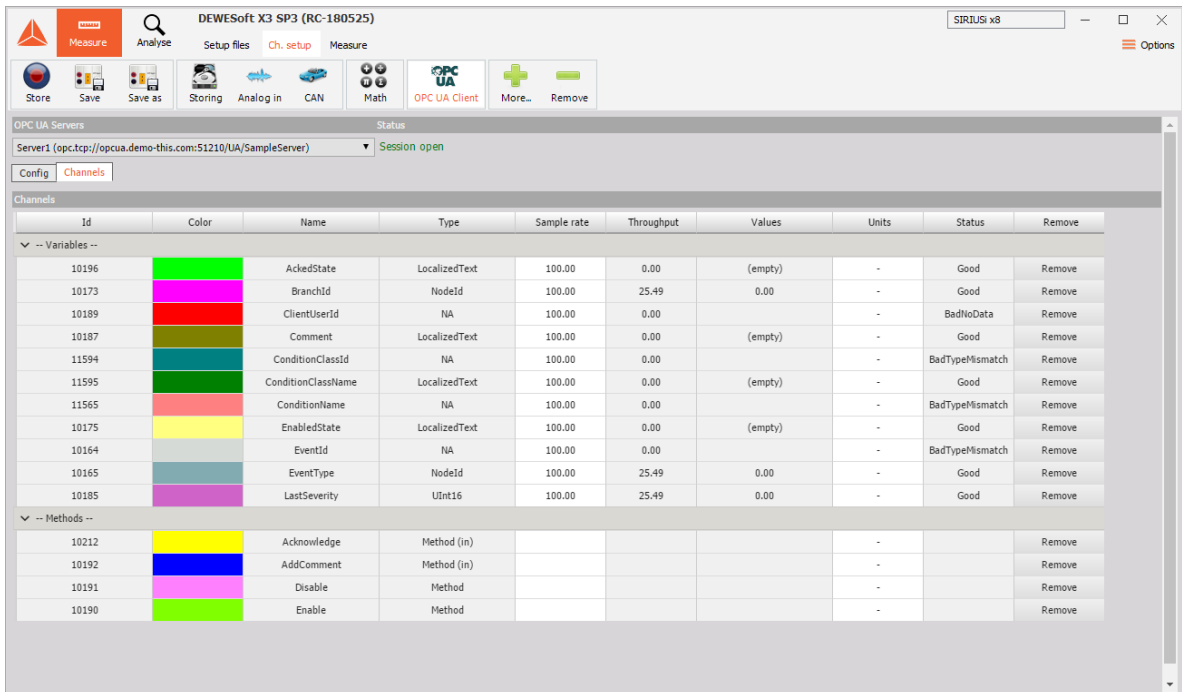 DEWESoft X3 SP3 (RC-180525)
SIRIUSi x8
Measure
Analyse
Setup files Ch. setup Measure
Options
Store Save Save as Storing Analog in CAN Math OPC UA Client More... Remove
OPC UA
OPC UA Servers Status
Server1 (opc.tcp://opcua.demo-this.com:51210/UA/SampleServer) Session open
Config Channels
Channels
Id Color Name Type Sample rate Throughput Values Units Status Remove
-- Variables --
10196 AckedState LocalizedText 100.00 0.00 (empty) - Good Remove
10173 BranchId NodeId 100.00 25.49 0.00 - Good Remove
10189 ClientUserId NA 100.00 0.00 - BadNoData Remove
10187 Comment LocalizedText 100.00 0.00 (empty) - Good Remove
11594 ConditionClassId NA 100.00 0.00 - BadTypeMismatch Remove
11595 ConditionClassName LocalizedText 100.00 0.00 (empty) - Good Remove
11565 ConditionName NA 100.00 0.00 - BadTypeMismatch Remove
10175 EnabledState LocalizedText 100.00 0.00 (empty) - Good Remove
10164 EventId NA 100.00 0.00 - BadTypeMismatch Remove
10165 EventType NodeId 100.00 25.49 0.00 - Good Remove
10185 LastSeverity UInt16 100.00 25.49 0.00 - Good Remove
-- Methods --
10212 Acknowledge Method (in) - Remove
10192 AddComment Method (in) - Remove
10191 Disable Method - Remove
10190 Enable Method - Remove